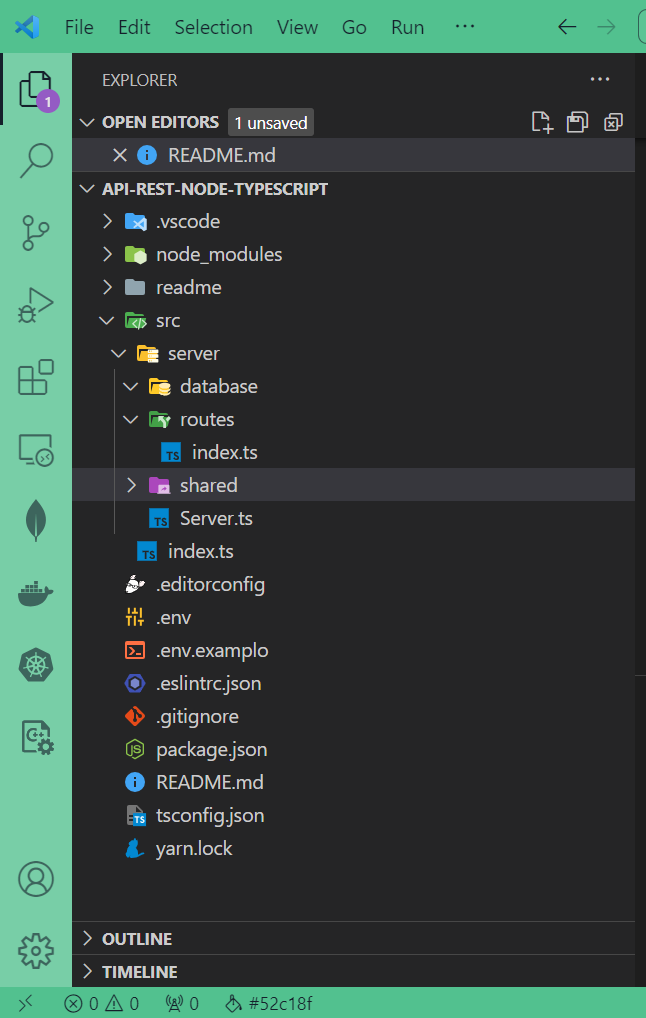 File Edit Selection View Go Run ···
EXPLORER ···
OPEN EDITORS 1 unsaved
README.md
API-REST-NODE-TYPESCRIPT
.vscode
node_modules
readme
src
server
database
routes
TS index.ts
shared
TS Server.ts
TS index.ts
.editorconfig
.env
.env.examplo
.eslintrc.json
.gitignore
package.json
README.md
TS tsconfig.json
yarn.lock
1
OUTLINE
TIMELINE
0 0 0 #52c18f